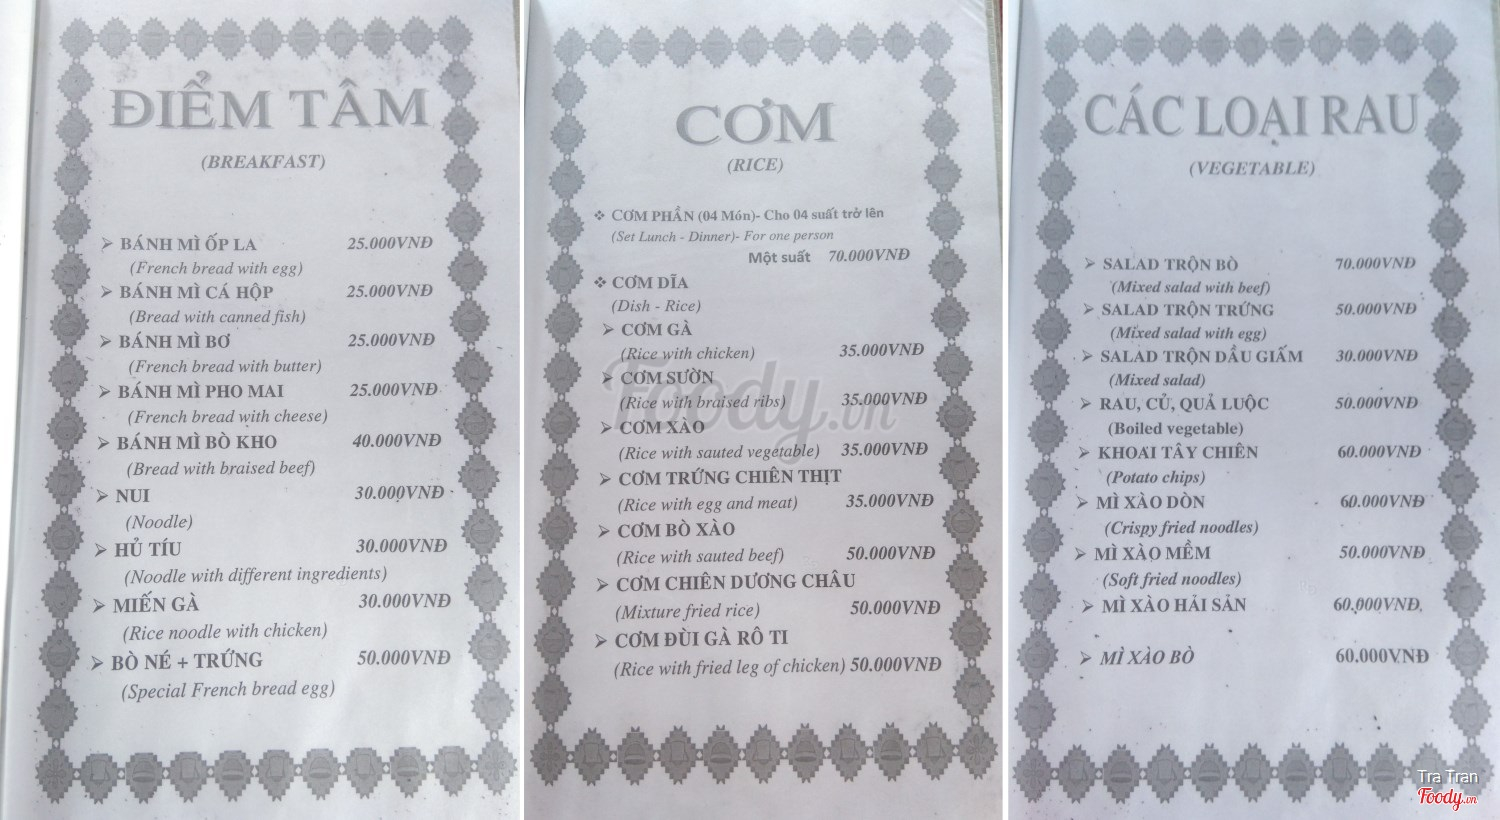 ĐIỂM TÂM
(BREAKFAST)
➢ BÁNH MÌ ỐP LA 25.000VNĐ
(French bread with egg)
➢ BÁNH MÌ CÁ HỘP 25.000VNĐ
(Bread with canned fish)
➢ BÁNH MÌ BƠ 25.000VNĐ
(French bread with butter)
➢ BÁNH MÌ PHO MAI 25.000VNĐ
(French bread with cheese)
➢ BÁNH MÌ BÒ KHO 40.000VNĐ
(Bread with braised beef)
➢ NUI 30.000VNĐ
(Noodle)
➢ HỦ TÍU 30.000VNĐ
(Noodle with different ingredients)
➢ MIẾN GÀ 30.000VNĐ
(Rice noodle with chicken)
➢ BÒ NÉ + TRỨNG 50.000VNĐ
(Special French bread egg)
CƠM
(RICE)
❖ CƠM PHẦN (04 Món)- Cho 04 suất trở lên
(Set Lunch - Dinner)- For one person
Một suất 70.000VNĐ
❖ CƠM DĨA
(Dish - Rice)
➢ CƠM GÀ
(Rice with chicken) 35.000VNĐ
➢ CƠM SƯỜN
(Rice with braised ribs) 35.000VNĐ
➢ CƠM XÀO
(Rice with sauted vegetable) 35.000VNĐ
➢ CƠM TRỨNG CHIÊN THỊT
(Rice with egg and meat) 35.000VNĐ
➢ CƠM BÒ XÀO
(Rice with sauted beef) 50.000VNĐ
➢ CƠM CHIÊN DƯƠNG CHÂU
(Mixture fried rice) 50.000VNĐ
➢ CƠM ĐÙI GÀ RÔ TI
(Rice with fried leg of chicken) 50.000VNĐ
Foody.vn
CÁC LOẠI RAU
(VEGETABLE)
➢ SALAD TRỘN BÒ 70.000VNĐ
(Mixed salad with beef)
➢ SALAD TRỘN TRỨNG 50.000VNĐ
(Mixed salad with egg)
➢ SALAD TRỘN DẦU GIẤM 30.000VNĐ
(Mixed salad)
➢ RAU, CỦ, QUẢ LUỘC 50.000VNĐ
(Boiled vegetable)
➢ KHOAI TÂY CHIÊN 60.000VNĐ
(Potato chips)
➢ MÌ XÀO DÒN 60.000VNĐ
(Crispy fried noodles)
➢ MÌ XÀO MỀM 50.000VNĐ
(Soft fried noodles)
➢ MÌ XÀO HẢI SẢN 60.000VNĐ
➢ MÌ XÀO BÒ 60.000VNĐ
Tra Tran
Foody.vn